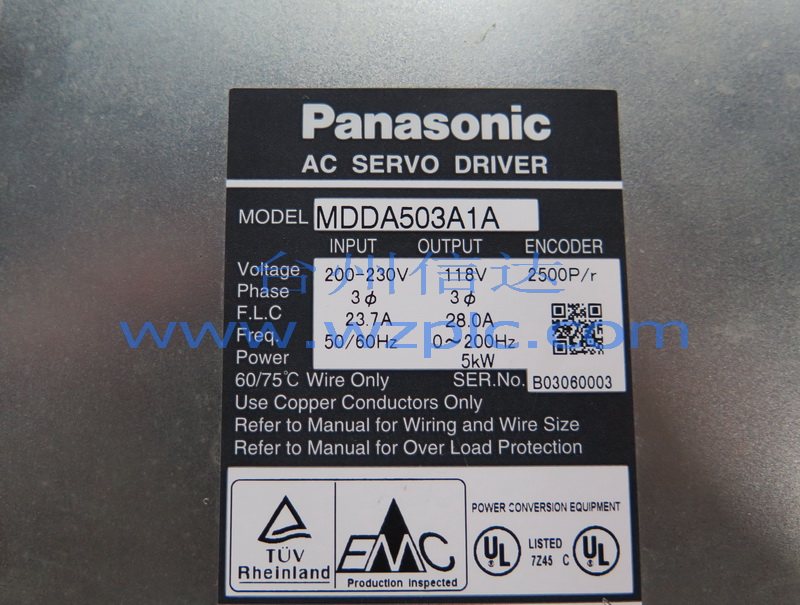 Panasonic
AC SERVO DRIVER
MODEL MDDA503A1A
INPUT OUTPUT ENCODER
Voltage 200-230V 118V 2500P/r
Phase 3ϕ 3ϕ
F.L.C 23.7A 28.0A
Freq. 50/60Hz 0~200Hz
Power 5kW
60/75℃ Wire Only SER.No. B03060003
Use Copper Conductors Only
Refer to Manual for Wiring and Wire Size
Refer to Manual for Over Load Protection
台州信达
www.wzplc.com
TÜV
Rheinland
EMC
Production Inspected
POWER CONVERSION EQUIPMENT
UL LISTED UL
7Z45 C